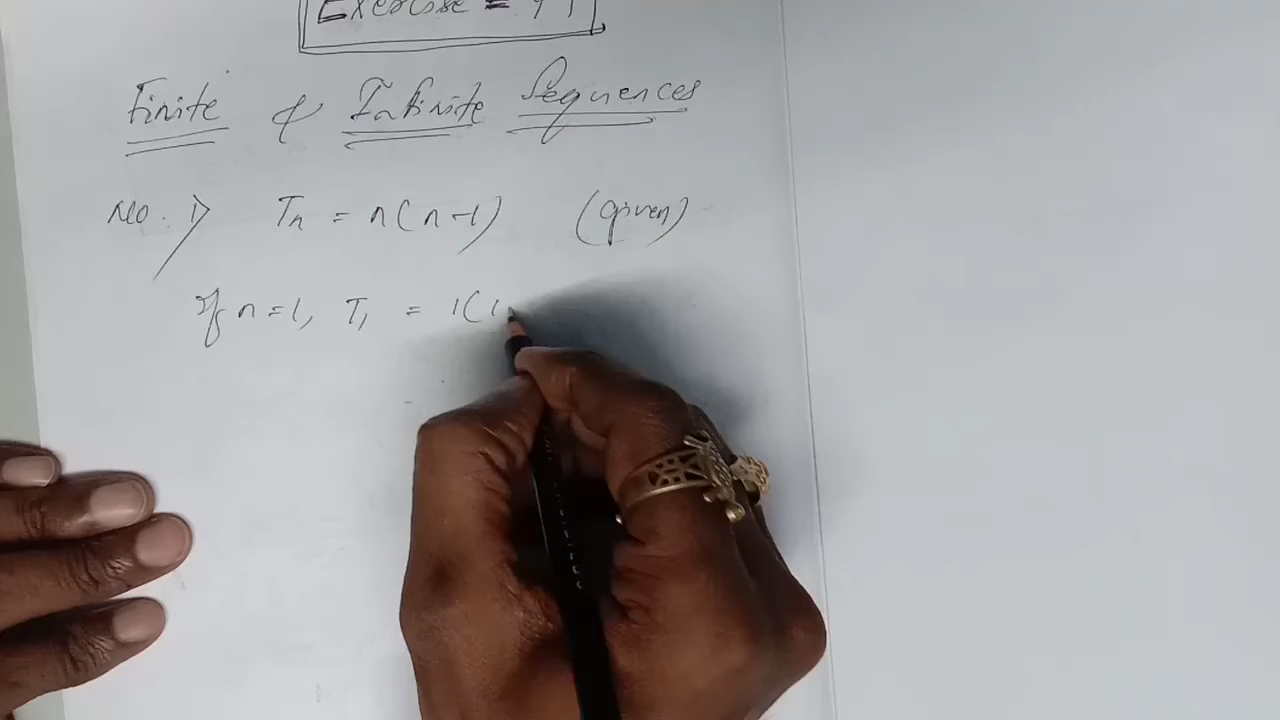 Exercise =
Finite & Infinite Sequences
No. 1) Tn = n(n-1) (given)
If n=1, T1 = 1(1